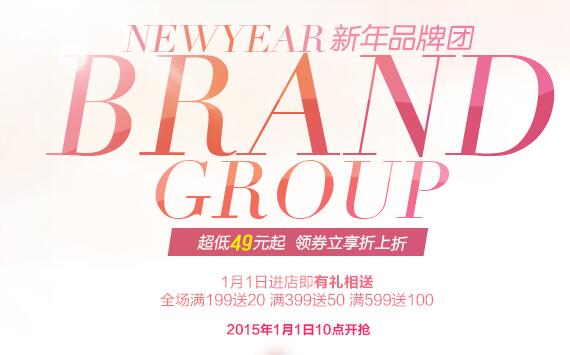 NEWYEAR 新年品牌团
BRAND
GROUP
超低49元起 领券立享折上折
1月1日进店即有礼相送
全场满199送20 满399送50 满599送100
2015年1月1日10点开抢